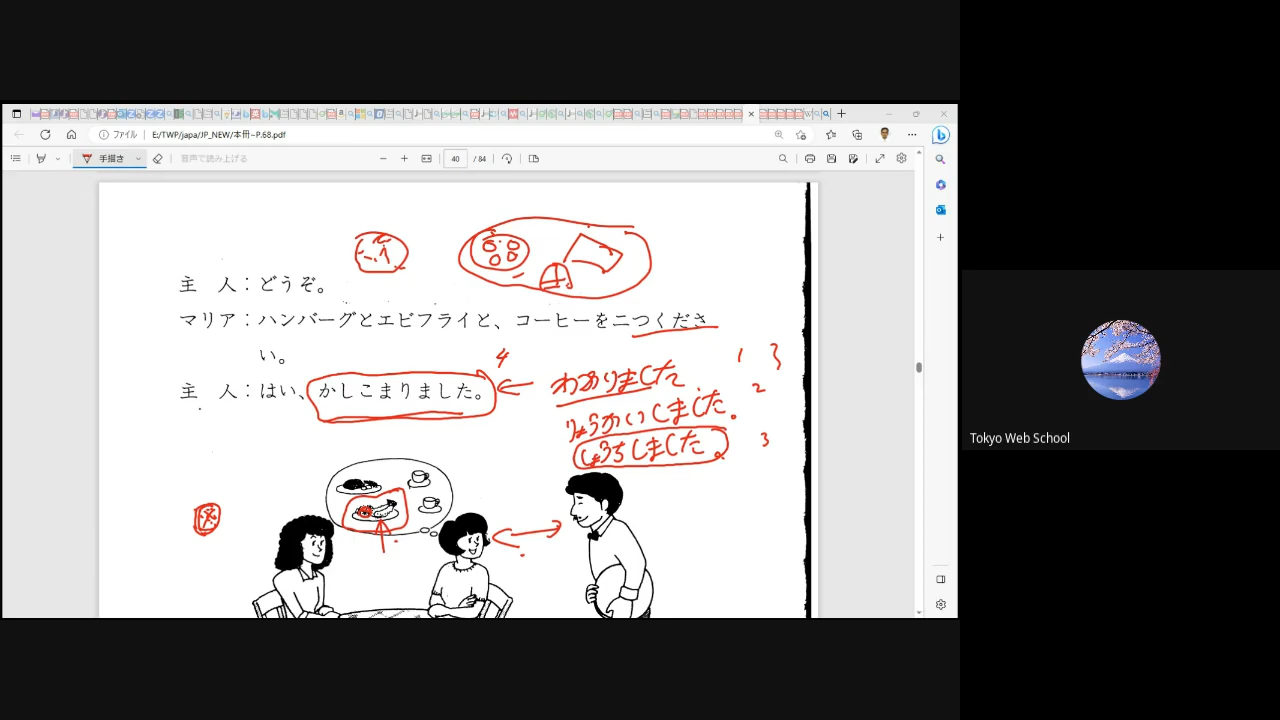 ファイル E:/TWP/japa/JP_NEW/本冊~P.68.pdf
手描き 音声で読み上げる 40 / 84
主 人：どうぞ。
マリア：ハンバーグとエビフライと、コーヒーを二つくださ
い。
4
主 人：はい、かしこまりました。
わかりました 1
りょうかいしました。 2
しょうちしました 3
Tokyo Web School